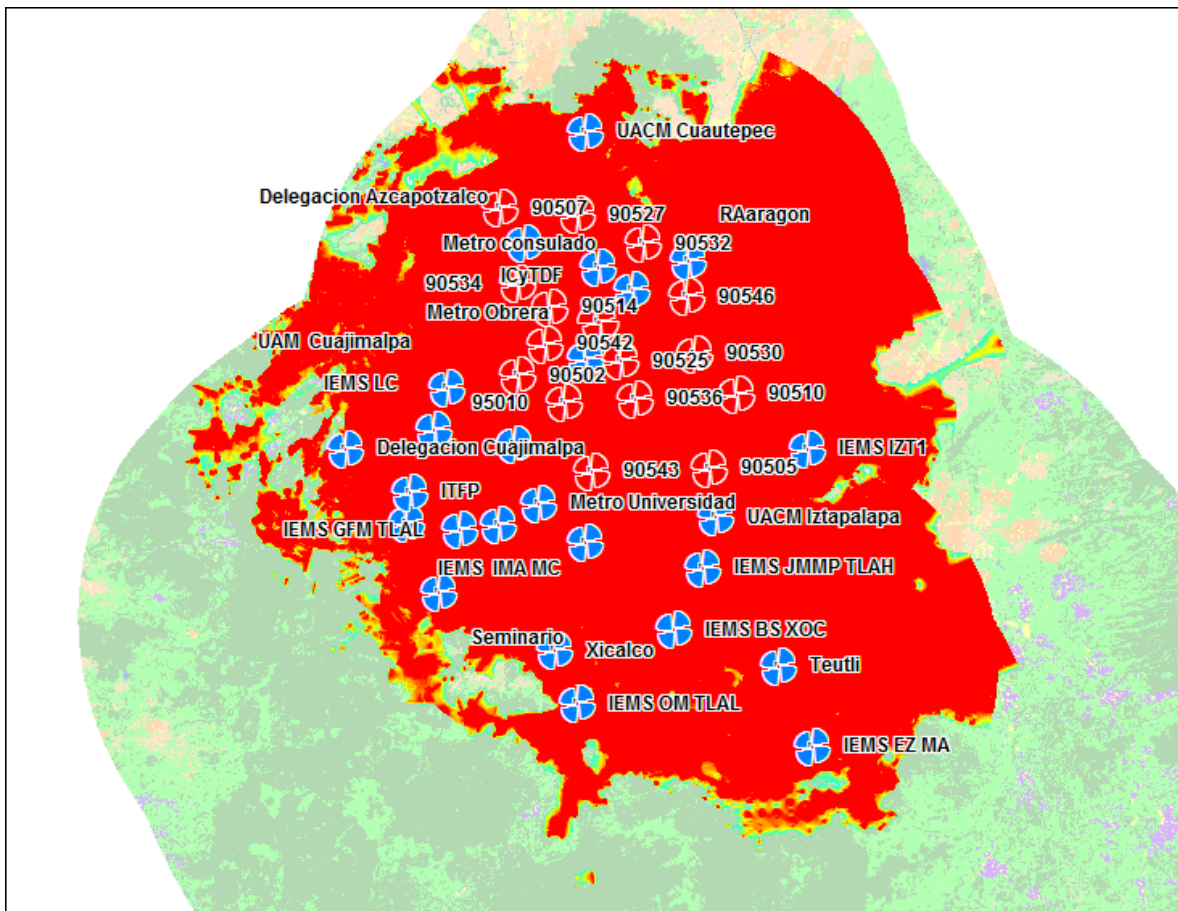 UACM Cuautepec
Delegacion Azcapotzalco
90507
90527
RAaragon
Metro consulado
90532
ICyTDF
90534
90546
Metro Obrera
90514
UAM Cuajimalpa
90542
90525
90530
IEMS LC
90502
95010
90536
90510
Delegacion Cuajimalpa
IEMS IZT1
90543
90505
ITFP
Metro Universidad
IEMS GFM TLAL
UACM Iztapalapa
IEMS IMA MC
IEMS JMMP TLAH
Seminario
IEMS BS XOC
Xicalco
Teutli
IEMS OM TLAL
IEMS EZ MA